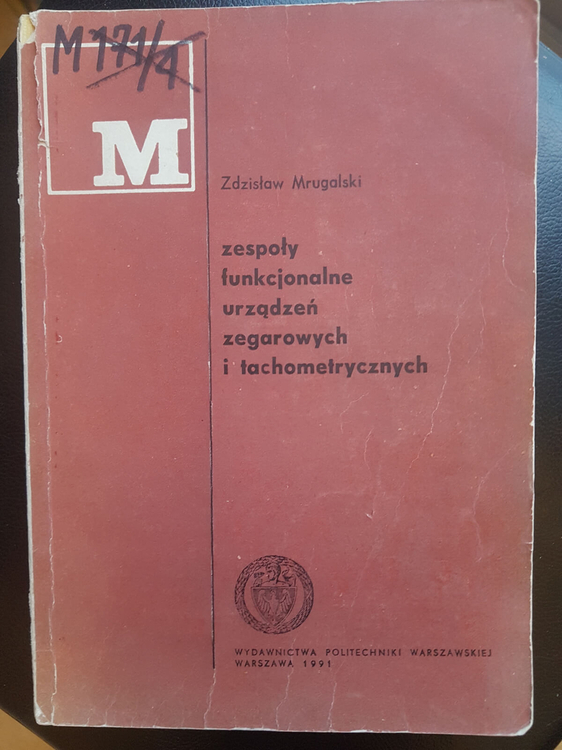 M 171/4
M
Zdzisław Mrugalski
zespoły
funkcjonalne
urządzeń
zegarowych
i tachometrycznych
WYDAWNICTWA POLITECHNIKI WARSZAWSKIEJ
WARSZAWA 1991